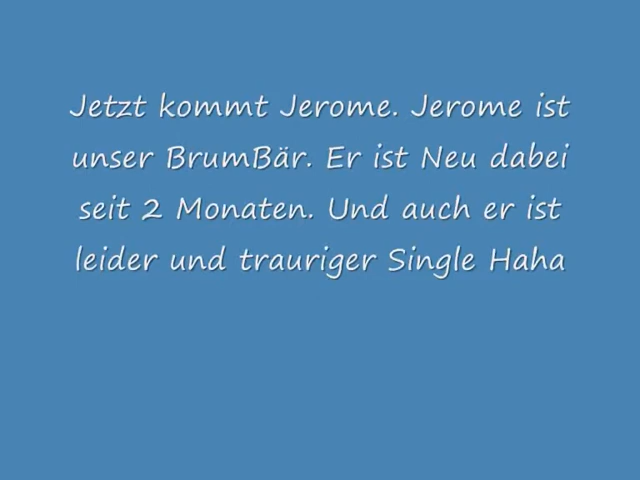 Jetzt kommt Jerome. Jerome ist
unser BrumBär. Er ist Neu dabei
seit 2 Monaten. Und auch er ist
leider und trauriger Single Haha